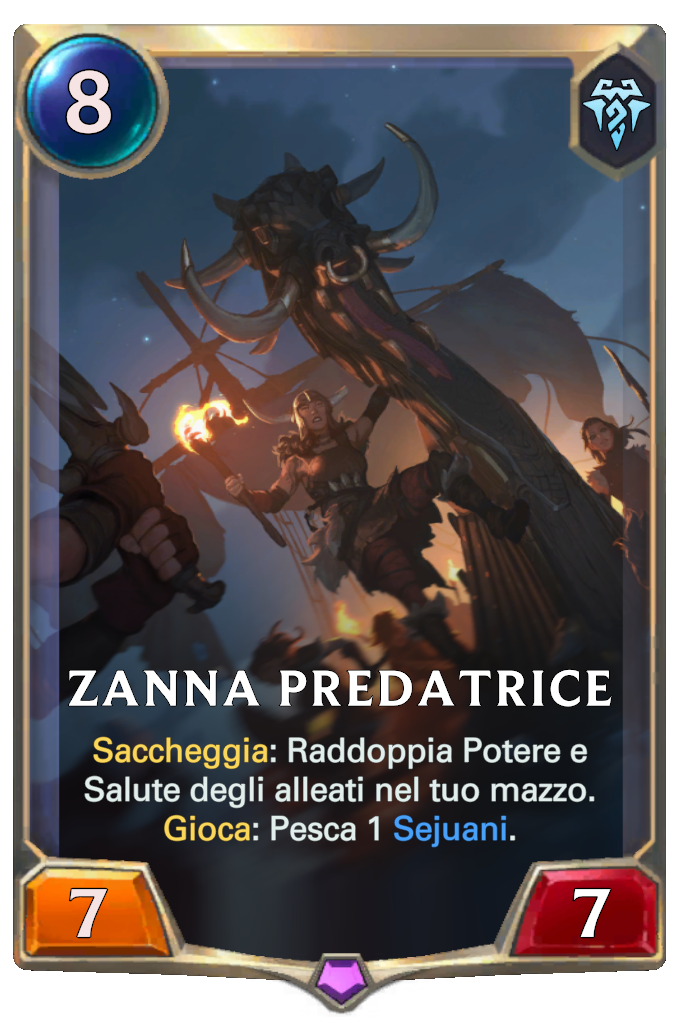 8
ZANNA PREDATRICE
Saccheggia: Raddoppia Potere e
Salute degli alleati nel tuo mazzo.
Gioca: Pesca 1 Sejuani.
7
7